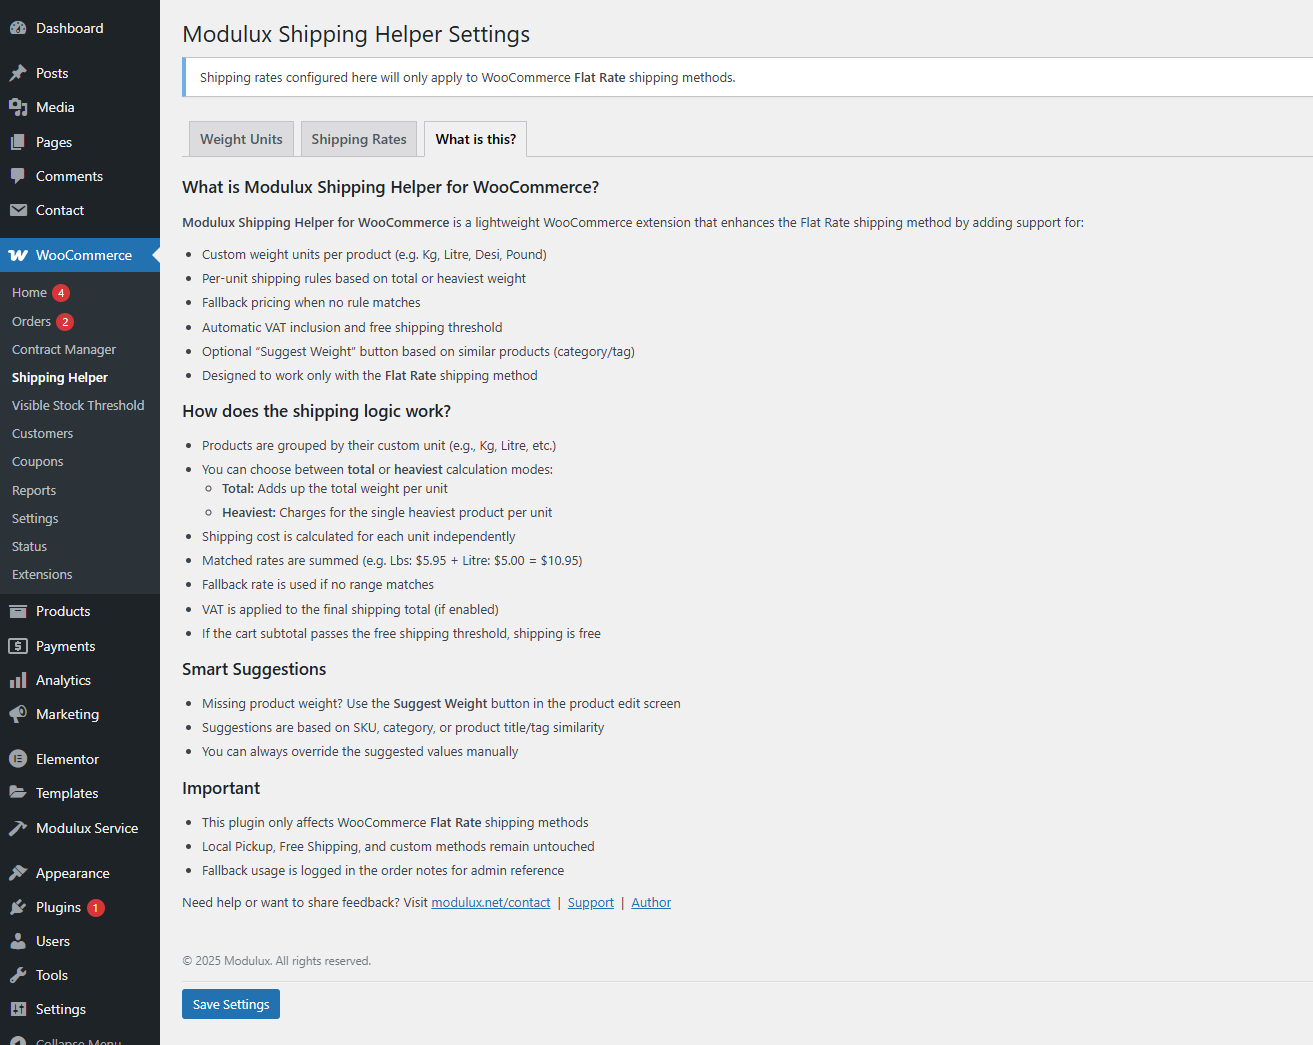 Dashboard
Posts
Media
Pages
Comments
Contact
WooCommerce
Home 4
Orders 2
Contract Manager
Shipping Helper
Visible Stock Threshold
Customers
Coupons
Reports
Settings
Status
Extensions
Products
Payments
Analytics
Marketing
Elementor
Templates
Modulux Service
Appearance
Plugins 1
Users
Tools
Settings
Collapse Menu
Modulux Shipping Helper Settings
Shipping rates configured here will only apply to WooCommerce Flat Rate shipping methods.
Weight Units
Shipping Rates
What is this?
What is Modulux Shipping Helper for WooCommerce?
Modulux Shipping Helper for WooCommerce is a lightweight WooCommerce extension that enhances the Flat Rate shipping method by adding support for:
Custom weight units per product (e.g. Kg, Litre, Desi, Pound)
Per-unit shipping rules based on total or heaviest weight
Fallback pricing when no rule matches
Automatic VAT inclusion and free shipping threshold
Optional “Suggest Weight” button based on similar products (category/tag)
Designed to work only with the Flat Rate shipping method
How does the shipping logic work?
Products are grouped by their custom unit (e.g., Kg, Litre, etc.)
You can choose between total or heaviest calculation modes:
Total: Adds up the total weight per unit
Heaviest: Charges for the single heaviest product per unit
Shipping cost is calculated for each unit independently
Matched rates are summed (e.g. Lbs: $5.95 + Litre: $5.00 = $10.95)
Fallback rate is used if no range matches
VAT is applied to the final shipping total (if enabled)
If the cart subtotal passes the free shipping threshold, shipping is free
Smart Suggestions
Missing product weight? Use the Suggest Weight button in the product edit screen
Suggestions are based on SKU, category, or product title/tag similarity
You can always override the suggested values manually
Important
This plugin only affects WooCommerce Flat Rate shipping methods
Local Pickup, Free Shipping, and custom methods remain untouched
Fallback usage is logged in the order notes for admin reference
Need help or want to share feedback? Visit modulux.net/contact | Support | Author
© 2025 Modulux. All rights reserved.
Save Settings